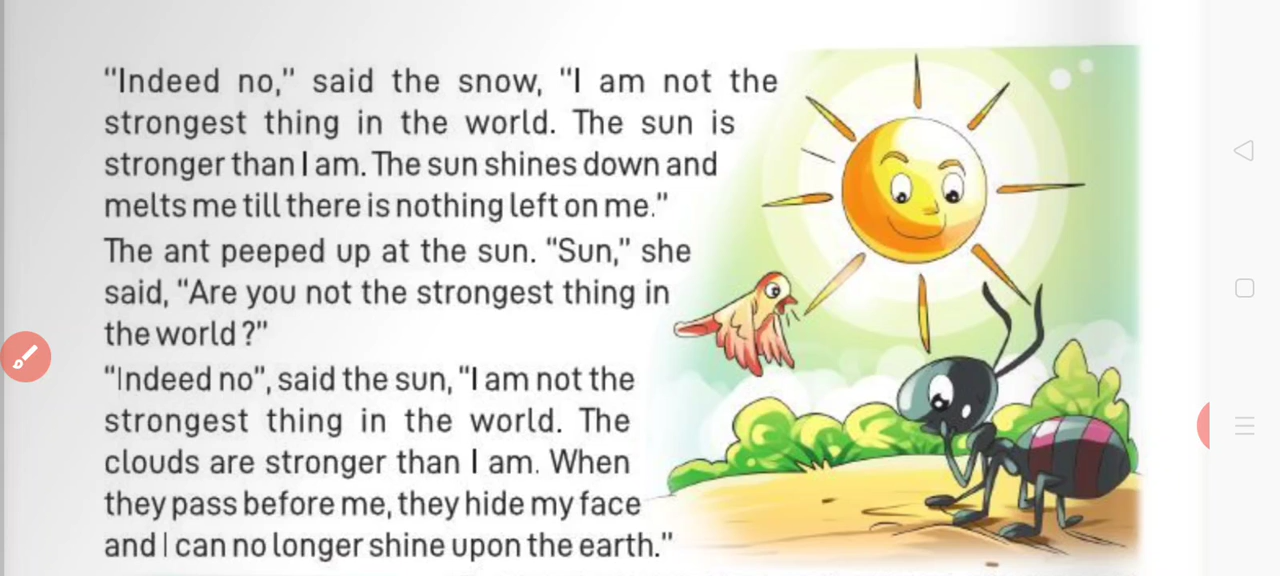 "Indeed no," said the snow, "I am not the
strongest thing in the world. The sun is
stronger than I am. The sun shines down and
melts me till there is nothing left on me."
The ant peeped up at the sun. "Sun," she
said, "Are you not the strongest thing in
the world ?"
"Indeed no", said the sun, "I am not the
strongest thing in the world. The
clouds are stronger than I am. When
they pass before me, they hide my face
and I can no longer shine upon the earth."